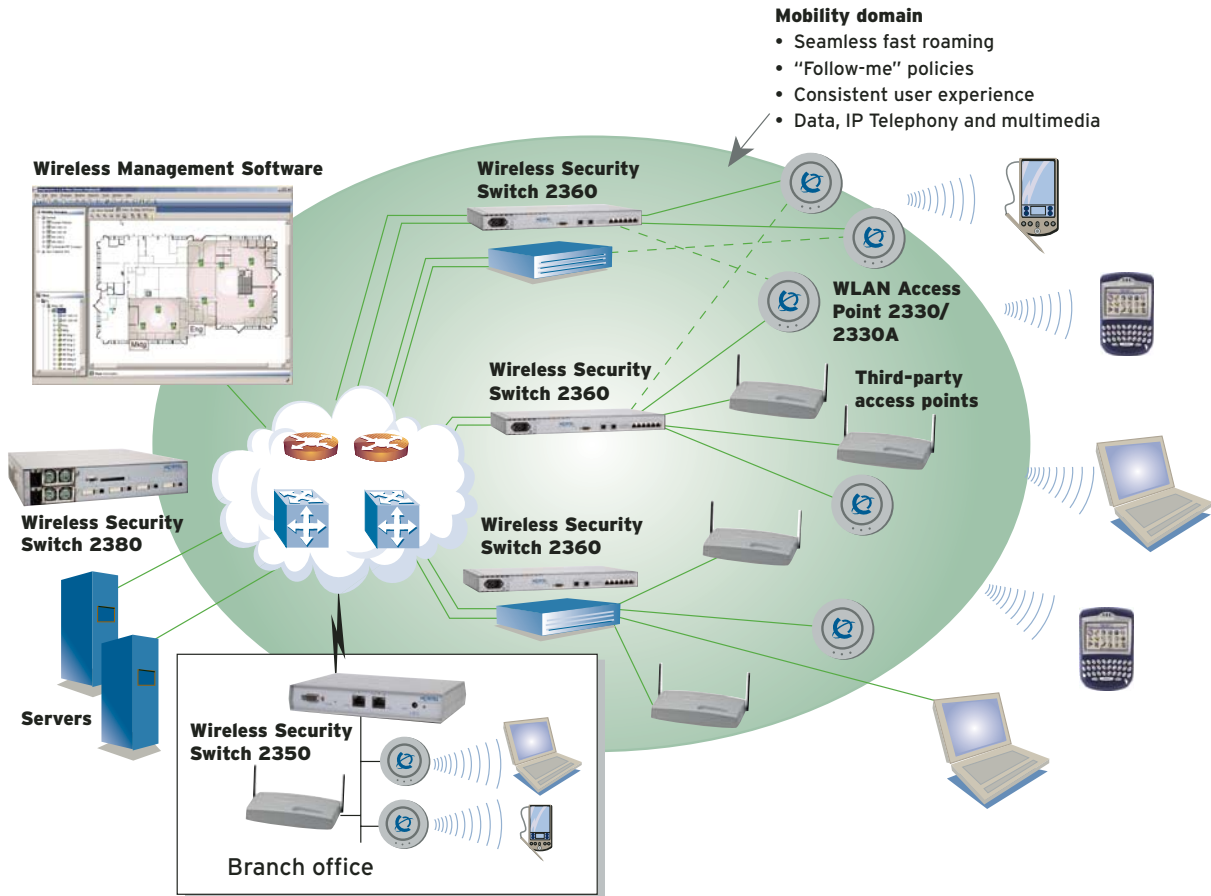 Mobility domain
• Seamless fast roaming
• “Follow-me” policies
• Consistent user experience
• Data, IP Telephony and multimedia
Wireless Management Software
Wireless Security
Switch 2360
Eng
Mktg
WLAN Access
Point 2330/
2330A
Wireless Security
Switch 2360
Third-party
access points
Wireless Security
Switch 2380
Wireless Security
Switch 2360
Servers
Wireless Security
Switch 2350
Branch office